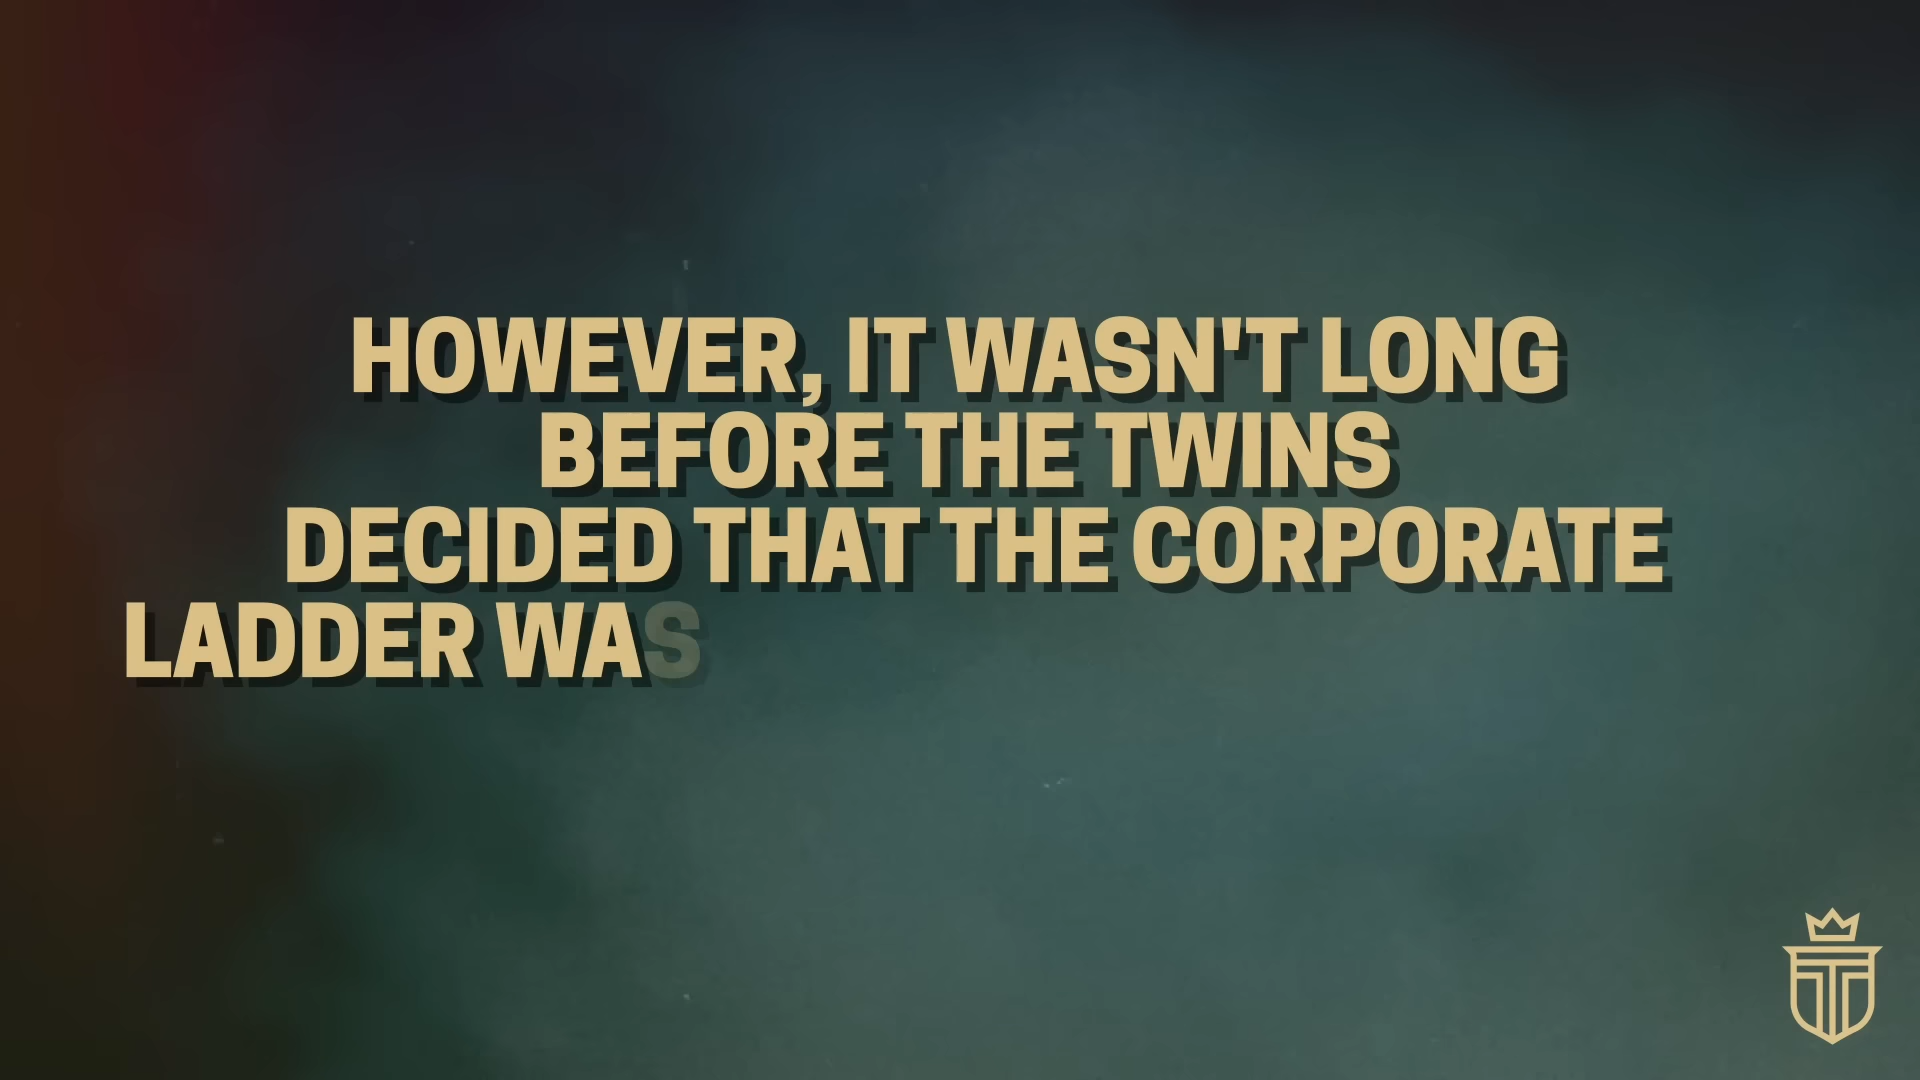 HOWEVER, IT WASN'T LONG
BEFORE THE TWINS
DECIDED THAT THE CORPORATE
LADDER WAS